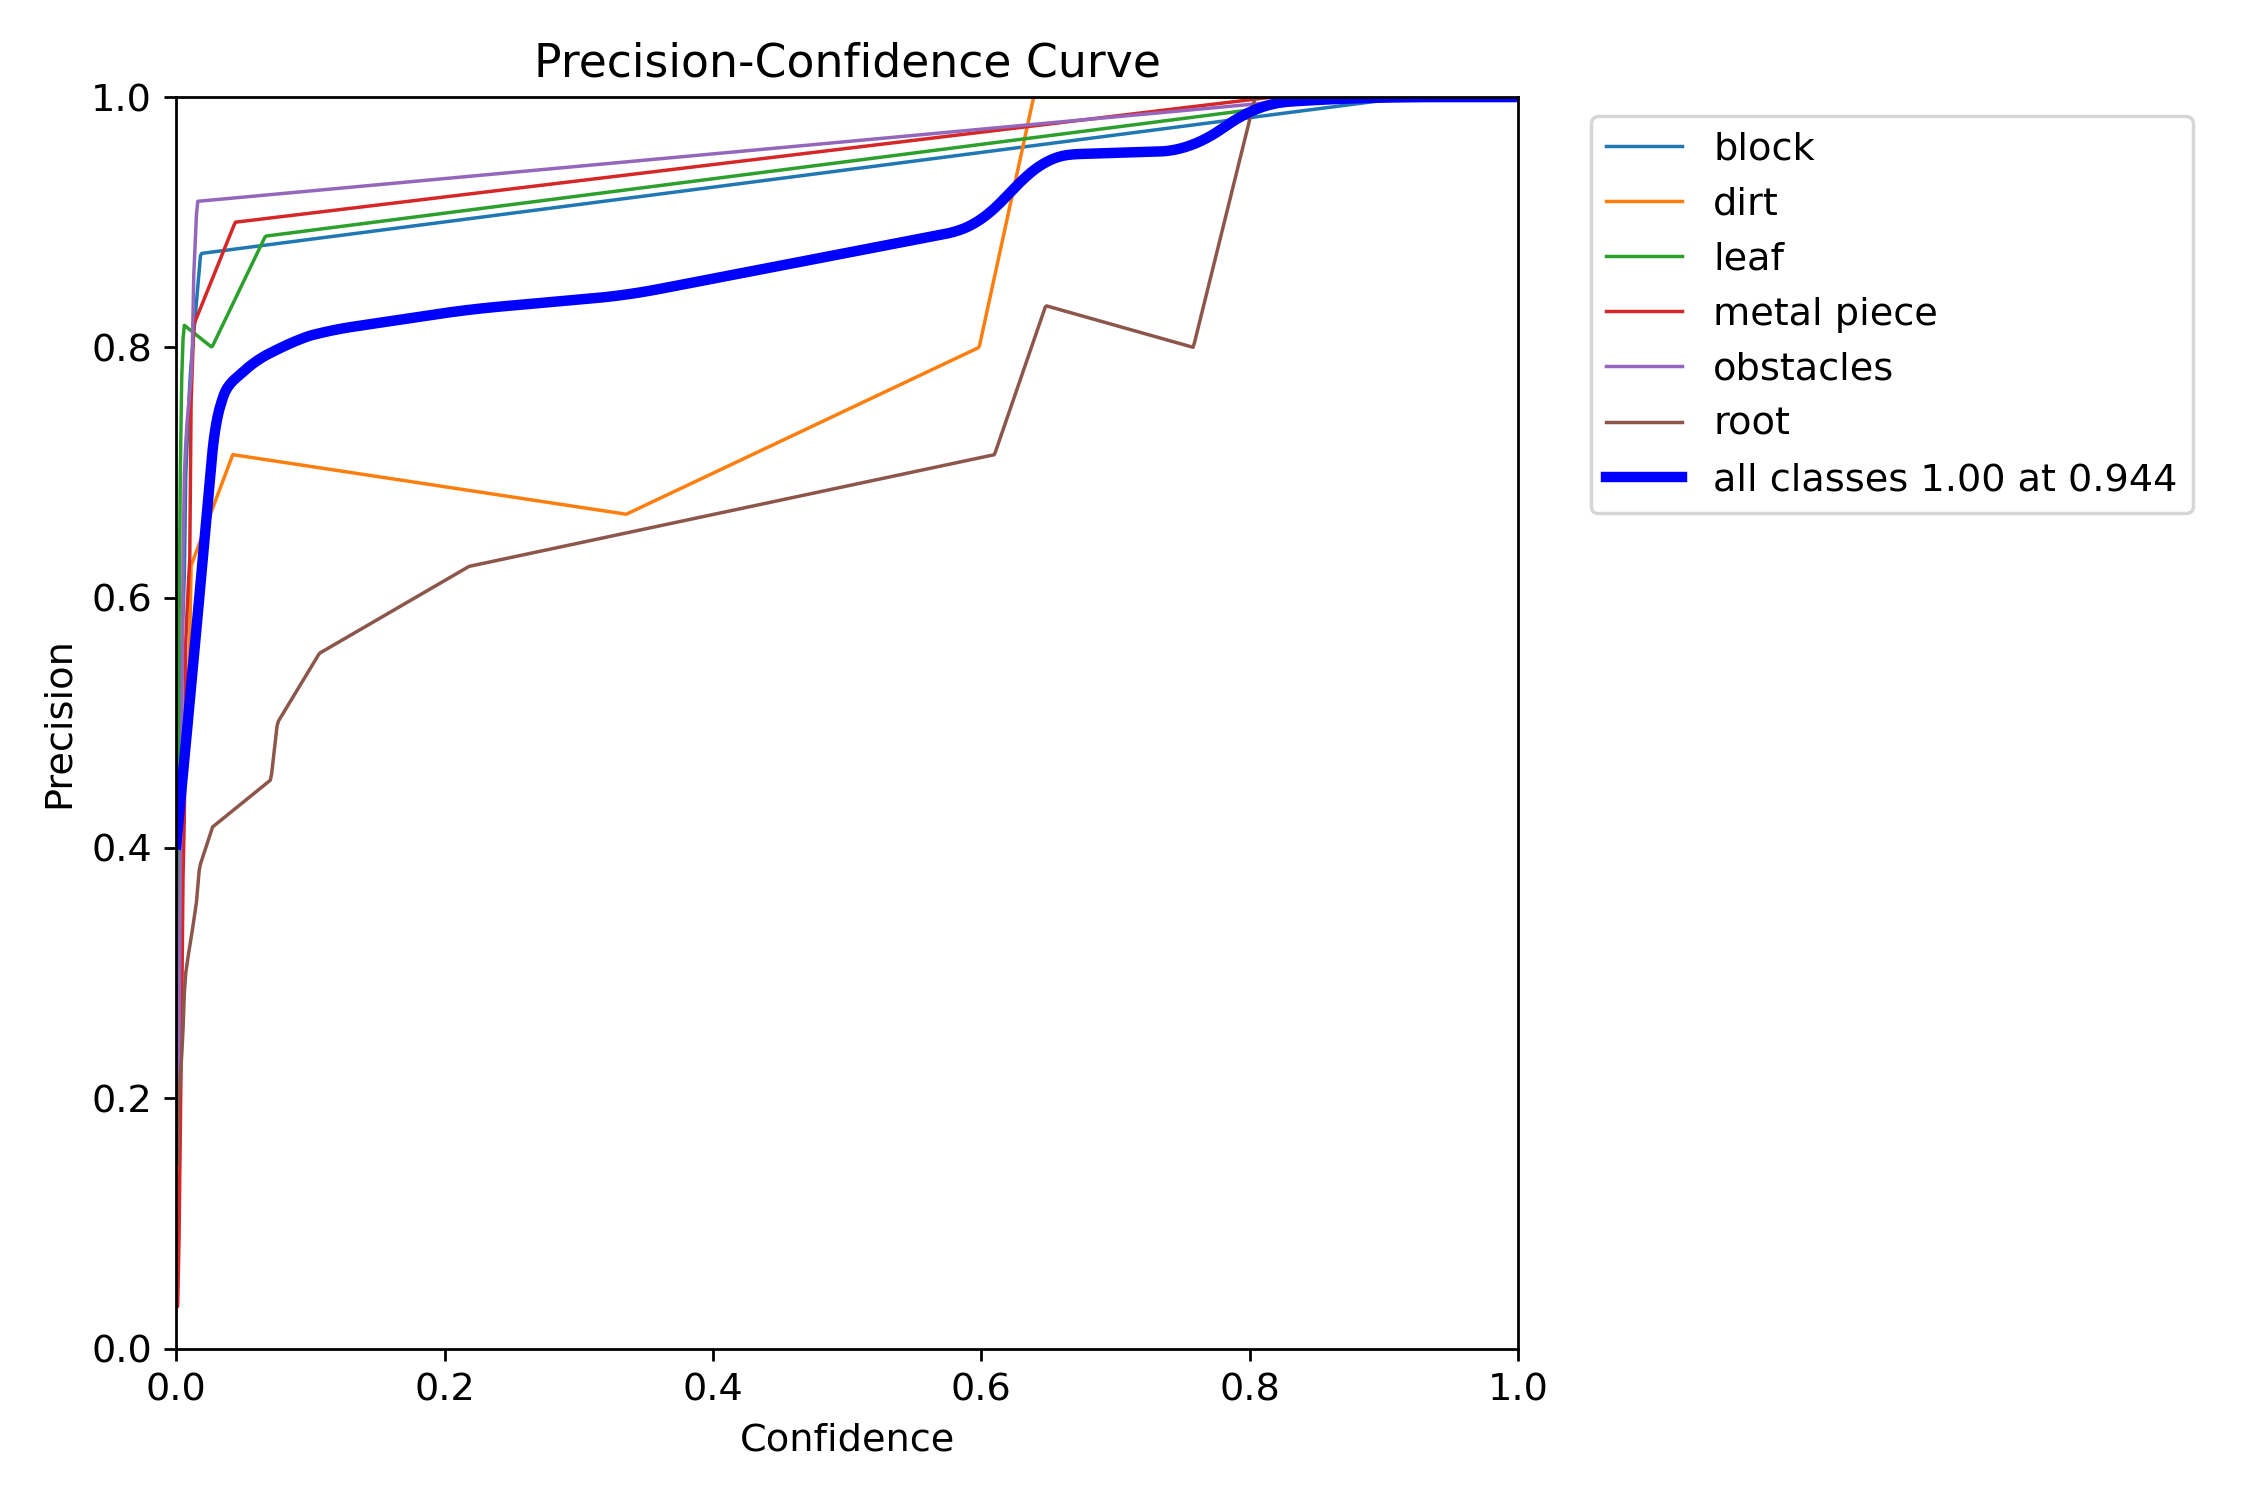 Precision-Confidence Curve
1.0
0.8
0.6
0.4
0.2
0.0
Precision
0.0 0.2 0.4 0.6 0.8 1.0
Confidence
block
dirt
leaf
metal piece
obstacles
root
all classes 1.00 at 0.944